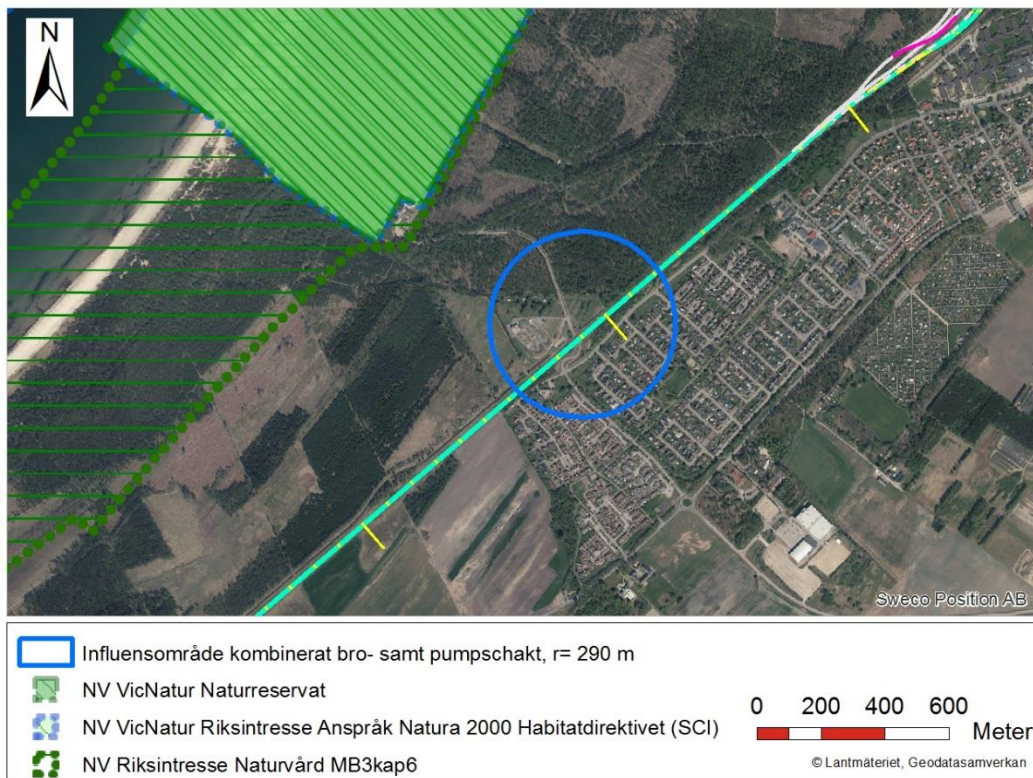 N
Sweco Position AB
Influensområde kombinerat bro- samt pumpschakt, r= 290 m
NV VicNatur Naturreservat
NV VicNatur Riksintresse Anspråk Natura 2000 Habitatdirektivet (SCI)
NV Riksintresse Naturvård MB3kap6
0 200 400 600
Meter
© Lantmäteriet, Geodatasamverkan